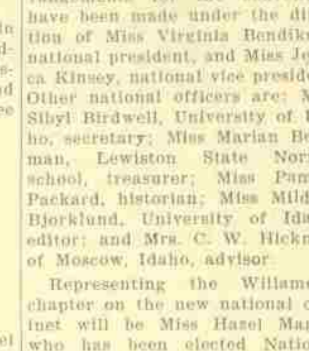 have been made under the di
tion of Miss Virginia Bendik
national president, and Miss Je
ca Kinsey, national vice preside
Other national officers are: M
Sibyl Birdwell, University of I
ho, secretary; Miss Marian Be
man, Lewiston State Nor
school, treasurer; Miss Pam
Packard, historian; Miss Mild
Bjorklund, University of Ida
editor; and Mrs. C. W. Hickn
of Moscow, Idaho, advisor
Representing the Willame
chapter on the new national c
inet will be Miss Hazel Mag
who has been elected Natio